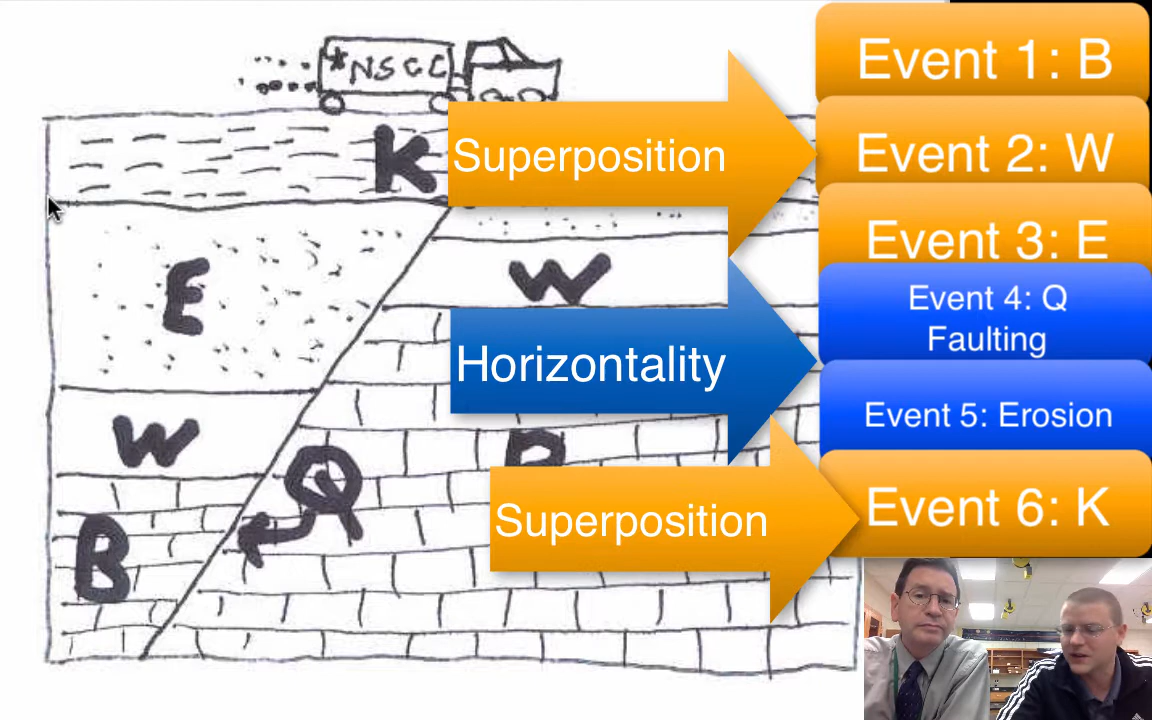 *NSCC
Event 1: B
K
Superposition
Event 2: W
Event 3: E
E
W
Event 4: Q
Faulting
Horizontality
Event 5: Erosion
W
Q
B
B
Superposition
Event 6: K